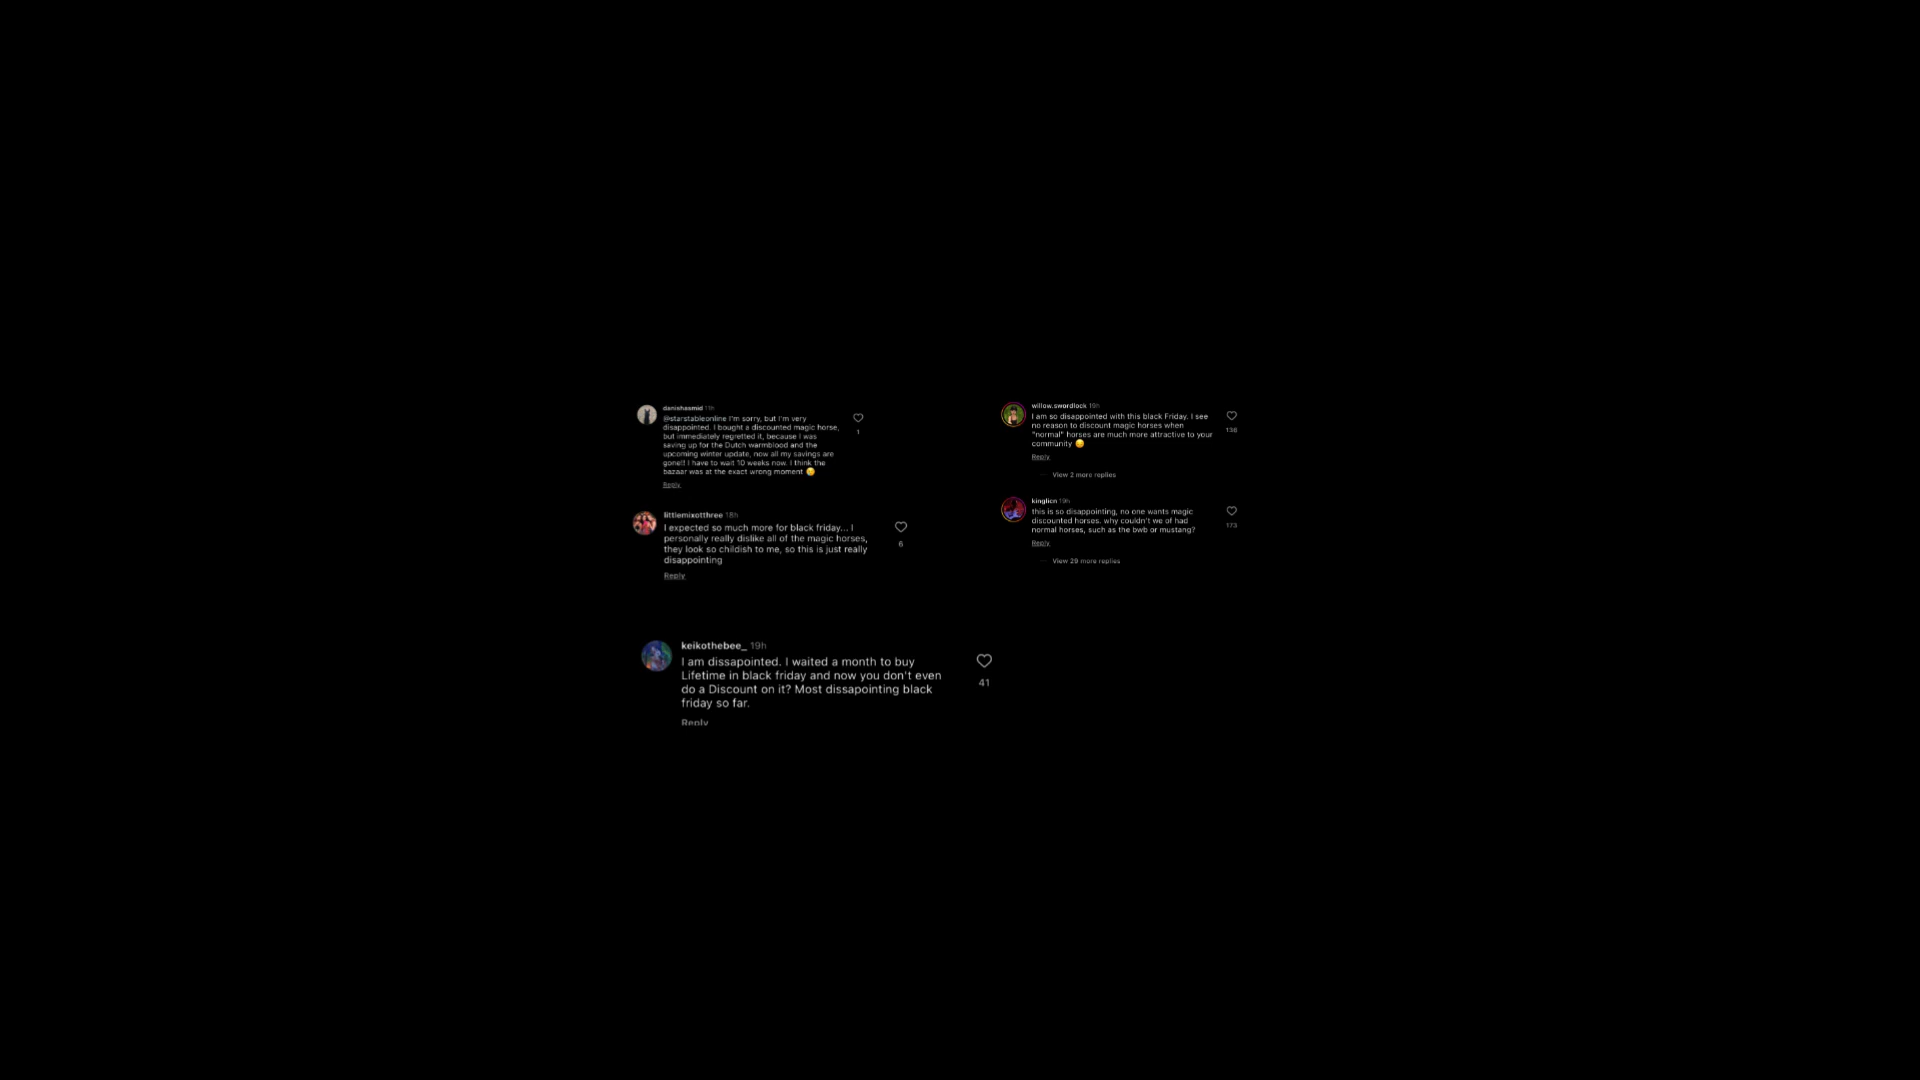 danishasmid 11h
@starstableonline I'm sorry, but I'm very
disappointed. I bought a discounted magic horse,
but immediately regretted it, because I was
saving up for the Dutch warmblood and the
upcoming winter update, now all my savings are
gone!! I have to wait 10 weeks now. I think the
bazaar was at the exact wrong moment 😢
1
Reply
littlemixotthree 18h
I expected so much more for black friday... I
personally really dislike all of the magic horses,
they look so childish to me, so this is just really
disappointing
6
Reply
keikothebee_ 19h
I am dissapointed. I waited a month to buy
Lifetime in black friday and now you don't even
do a Discount on it? Most dissapointing black
friday so far.
41
Reply
willow.swordlock 19h
I am so disappointed with this black Friday. I see
no reason to discount magic horses when
"normal" horses are much more attractive to your
community 😕
136
Reply
View 2 more replies
kinglicn 19h
this is so disappointing, no one wants magic
discounted horses. why couldn't we of had
normal horses, such as the bwb or mustang?
173
Reply
View 29 more replies